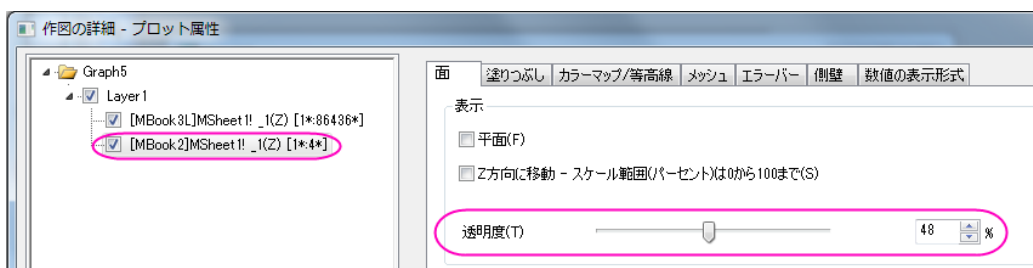 作図の詳細 - プロット属性
Graph5
Layer1
[MBook3L]MSheet1! _1(Z) [1*:86436*]
[MBook2]MSheet1! _1(Z) [1*:4*]
面 塗りつぶし カラーマップ/等高線 メッシュ エラーバー 側壁 数値の表示形式
表示
平面(F)
Z方向に移動 - スケール範囲(パーセント)は0から100まで(S)
透明度(T) 48 %